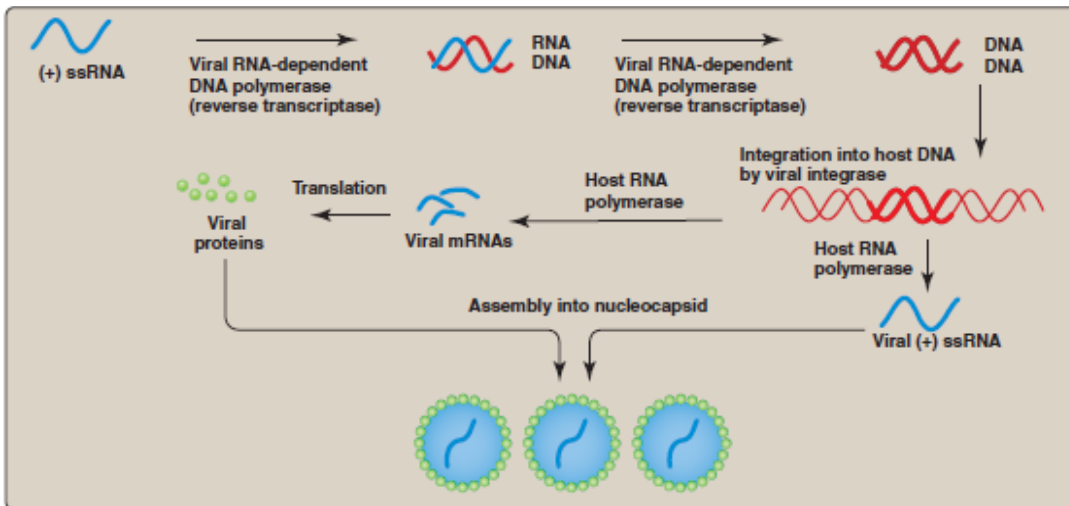 (+) ssRNA
Viral RNA-dependent
DNA polymerase
(reverse transcriptase)
RNA
DNA
Viral RNA-dependent
DNA polymerase
(reverse transcriptase)
DNA
DNA
Integration into host DNA
by viral integrase
Host RNA
polymerase
Viral mRNAs
Translation
Viral
proteins
Host RNA
polymerase
Viral (+) ssRNA
Assembly into nucleocapsid